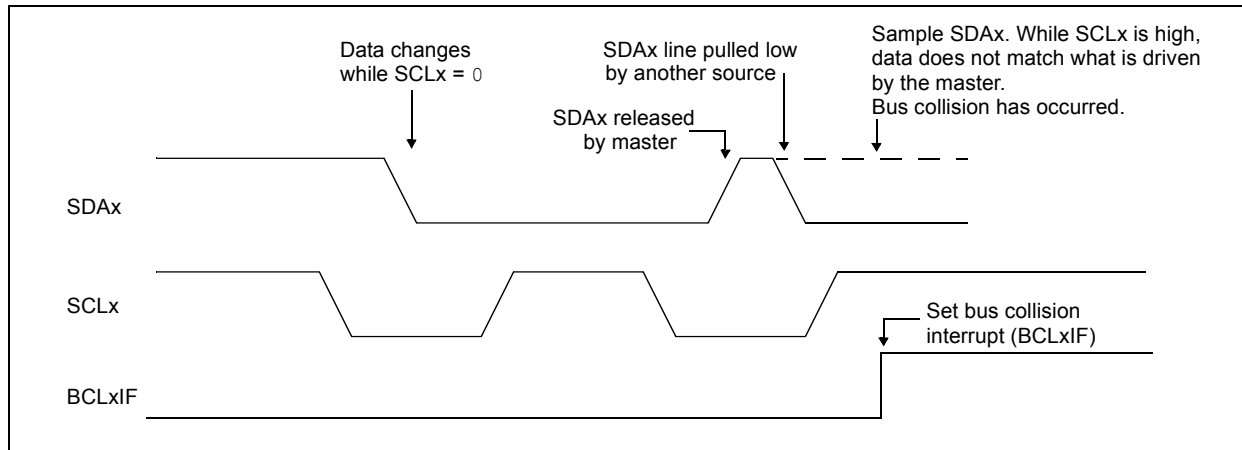 Data changes
while SCLx = 0
SDAx line pulled low
by another source
SDAx released
by master
Sample SDAx. While SCLx is high,
data does not match what is driven
by the master.
Bus collision has occurred.
SDAx
SCLx
Set bus collision
interrupt (BCLxIF)
BCLxIF